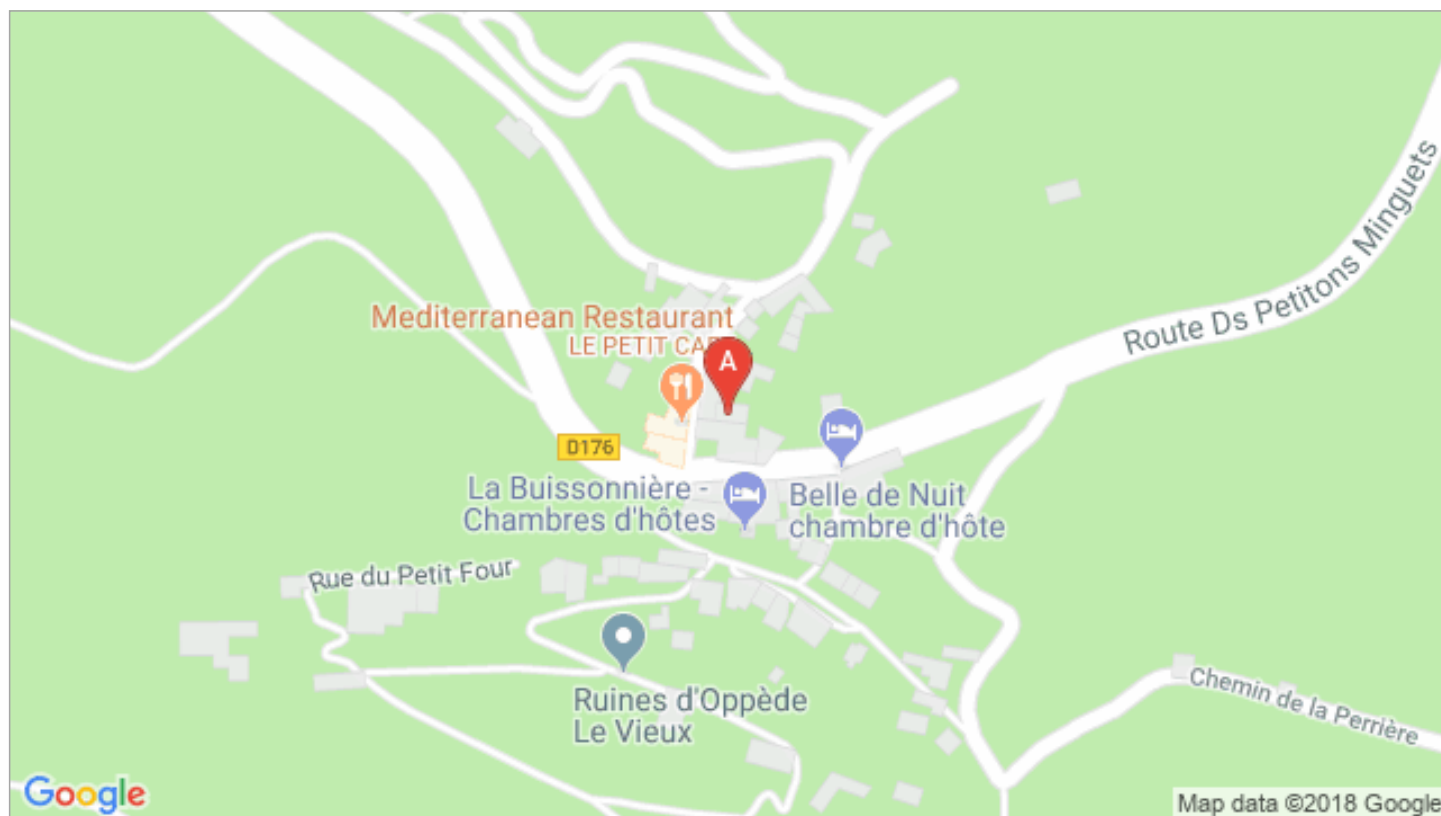 Route Ds Petitons Minguets
Mediterranean Restaurant
LE PETIT
A
D176
La Buissonnière -
Chambres d'hôtes
Belle de Nuit
chambre d'hôte
Rue du Petit Four
Ruines d'Oppède
Le Vieux
Chemin de la Perrière
Google
Map data ©2018 Google